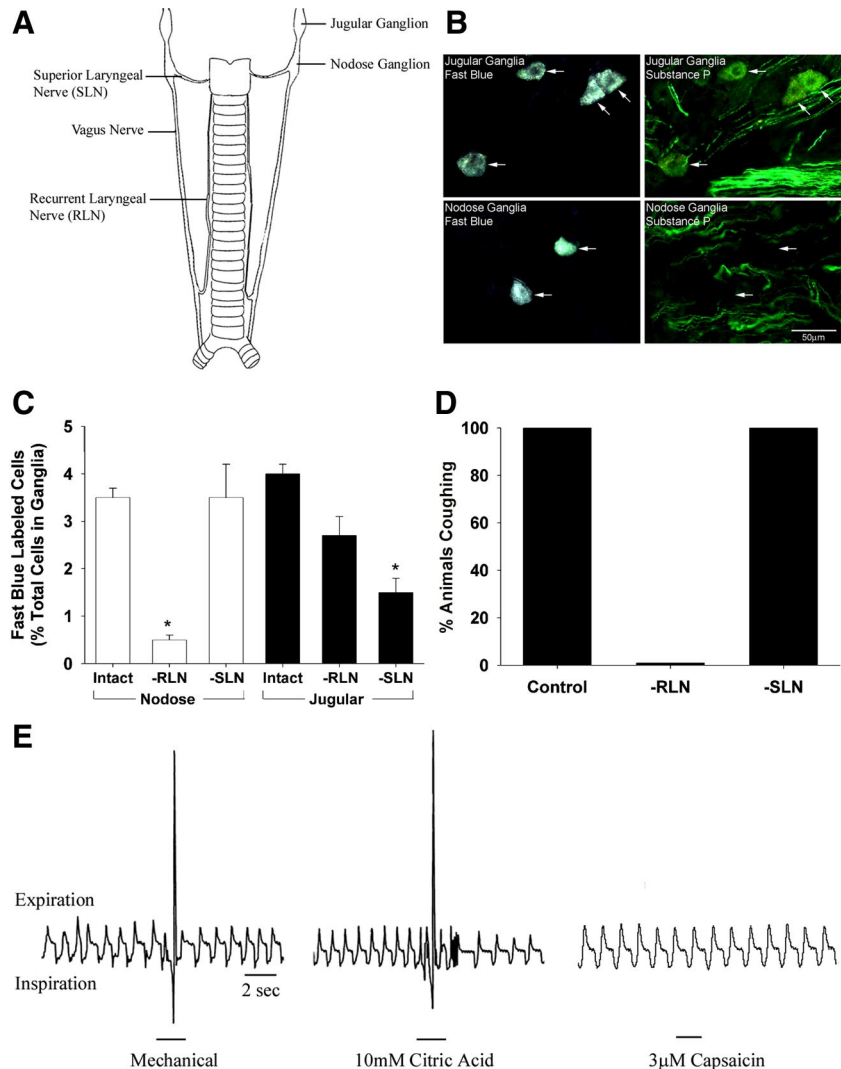 A
Jugular Ganglion
Nodose Ganglion
Superior Laryngeal
Nerve (SLN)
Vagus Nerve
Recurrent Laryngeal
Nerve (RLN)
B
Jugular Ganglia
Fast Blue
Jugular Ganglia
Substance P
Nodose Ganglia
Fast Blue
Nodose Ganglia
Substance P
50µm
C
Fast Blue Labeled Cells
(% Total Cells in Ganglia)
5
4
3
2
1
0
*
*
Intact
-RLN
-SLN
Intact
-RLN
-SLN
Nodose
Jugular
D
% Animals Coughing
100
80
60
40
20
0
Control
-RLN
-SLN
E
Expiration
Inspiration
2 sec
Mechanical
10mM Citric Acid
3µM Capsaicin